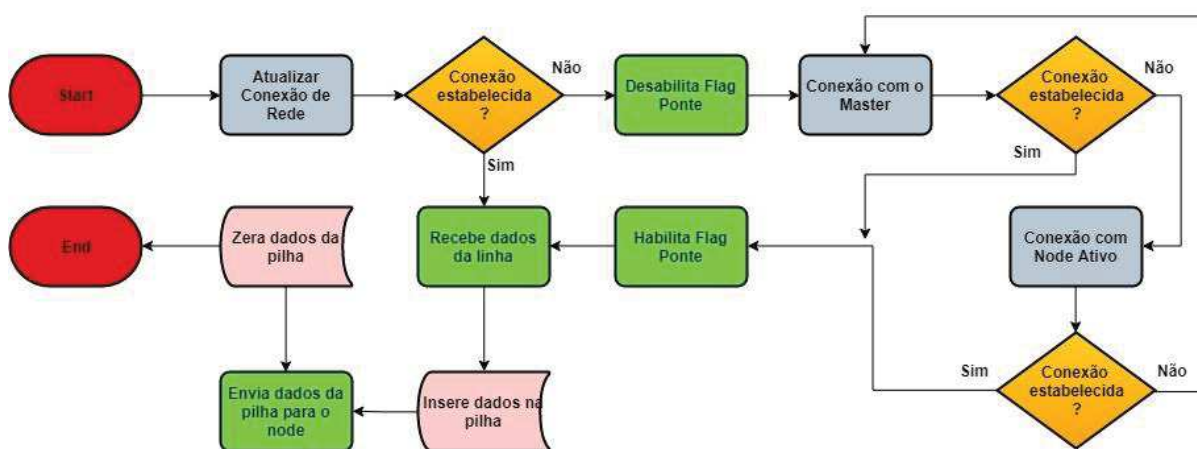 Start
Atualizar
Conexão de
Rede
Conexão
estabelecida
?
Não
Sim
Desabilita Flag
Ponte
Conexão com o
Master
Conexão
estabelecida
?
Não
Sim
End
Zera dados da
pilha
Recebe dados
da linha
Habilita Flag
Ponte
Conexão com
Node Ativo
Envia dados da
pilha para o
node
Insere dados na
pilha
Sim
Conexão
estabelecida
?
Não